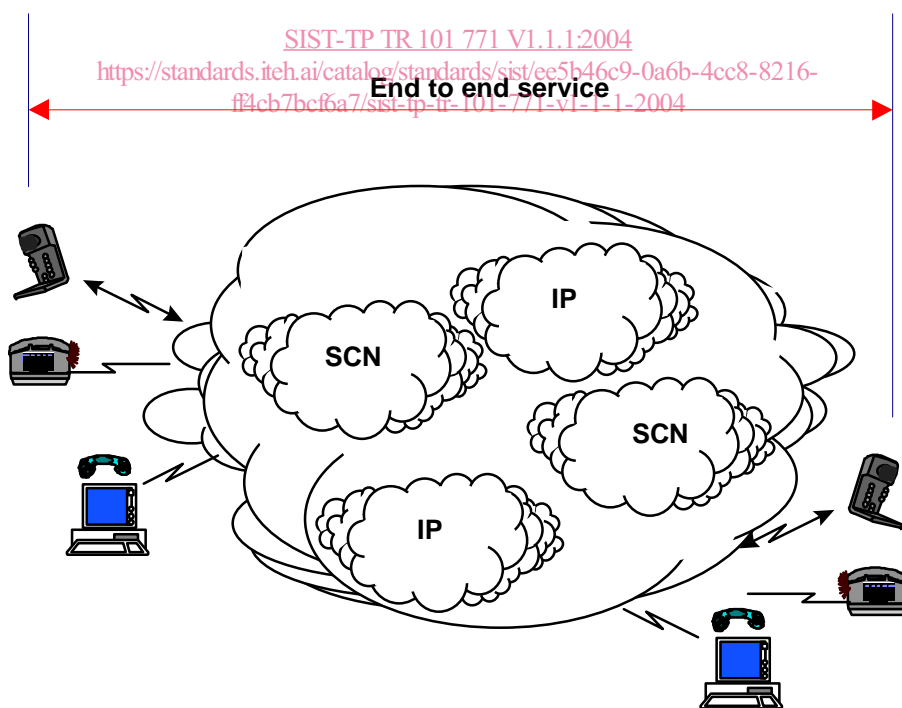 SIST-TP TR 101 771 V1.1.1:2004
https://standards.iteh.ai/catalog/standards/sist/ee5b46c9-0a6b-4cc8-8216-
End to end service
ff4cb7bcf6a7/sist-tp-tr-101-771-v1-1-1-2004
IP
SCN
SCN
IP